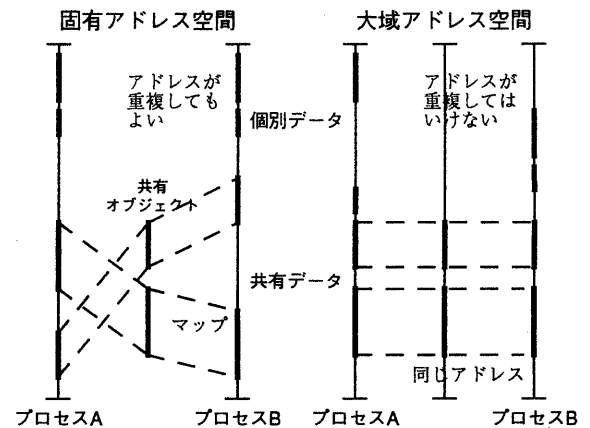 固有アドレス空間
大域アドレス空間
アドレスが
重複しても
よい
アドレスが
重複しては
いけない
個別データ
共有
オブジェクト
共有データ
マップ
同じアドレス
プロセスA
プロセスB
プロセスA
プロセスB